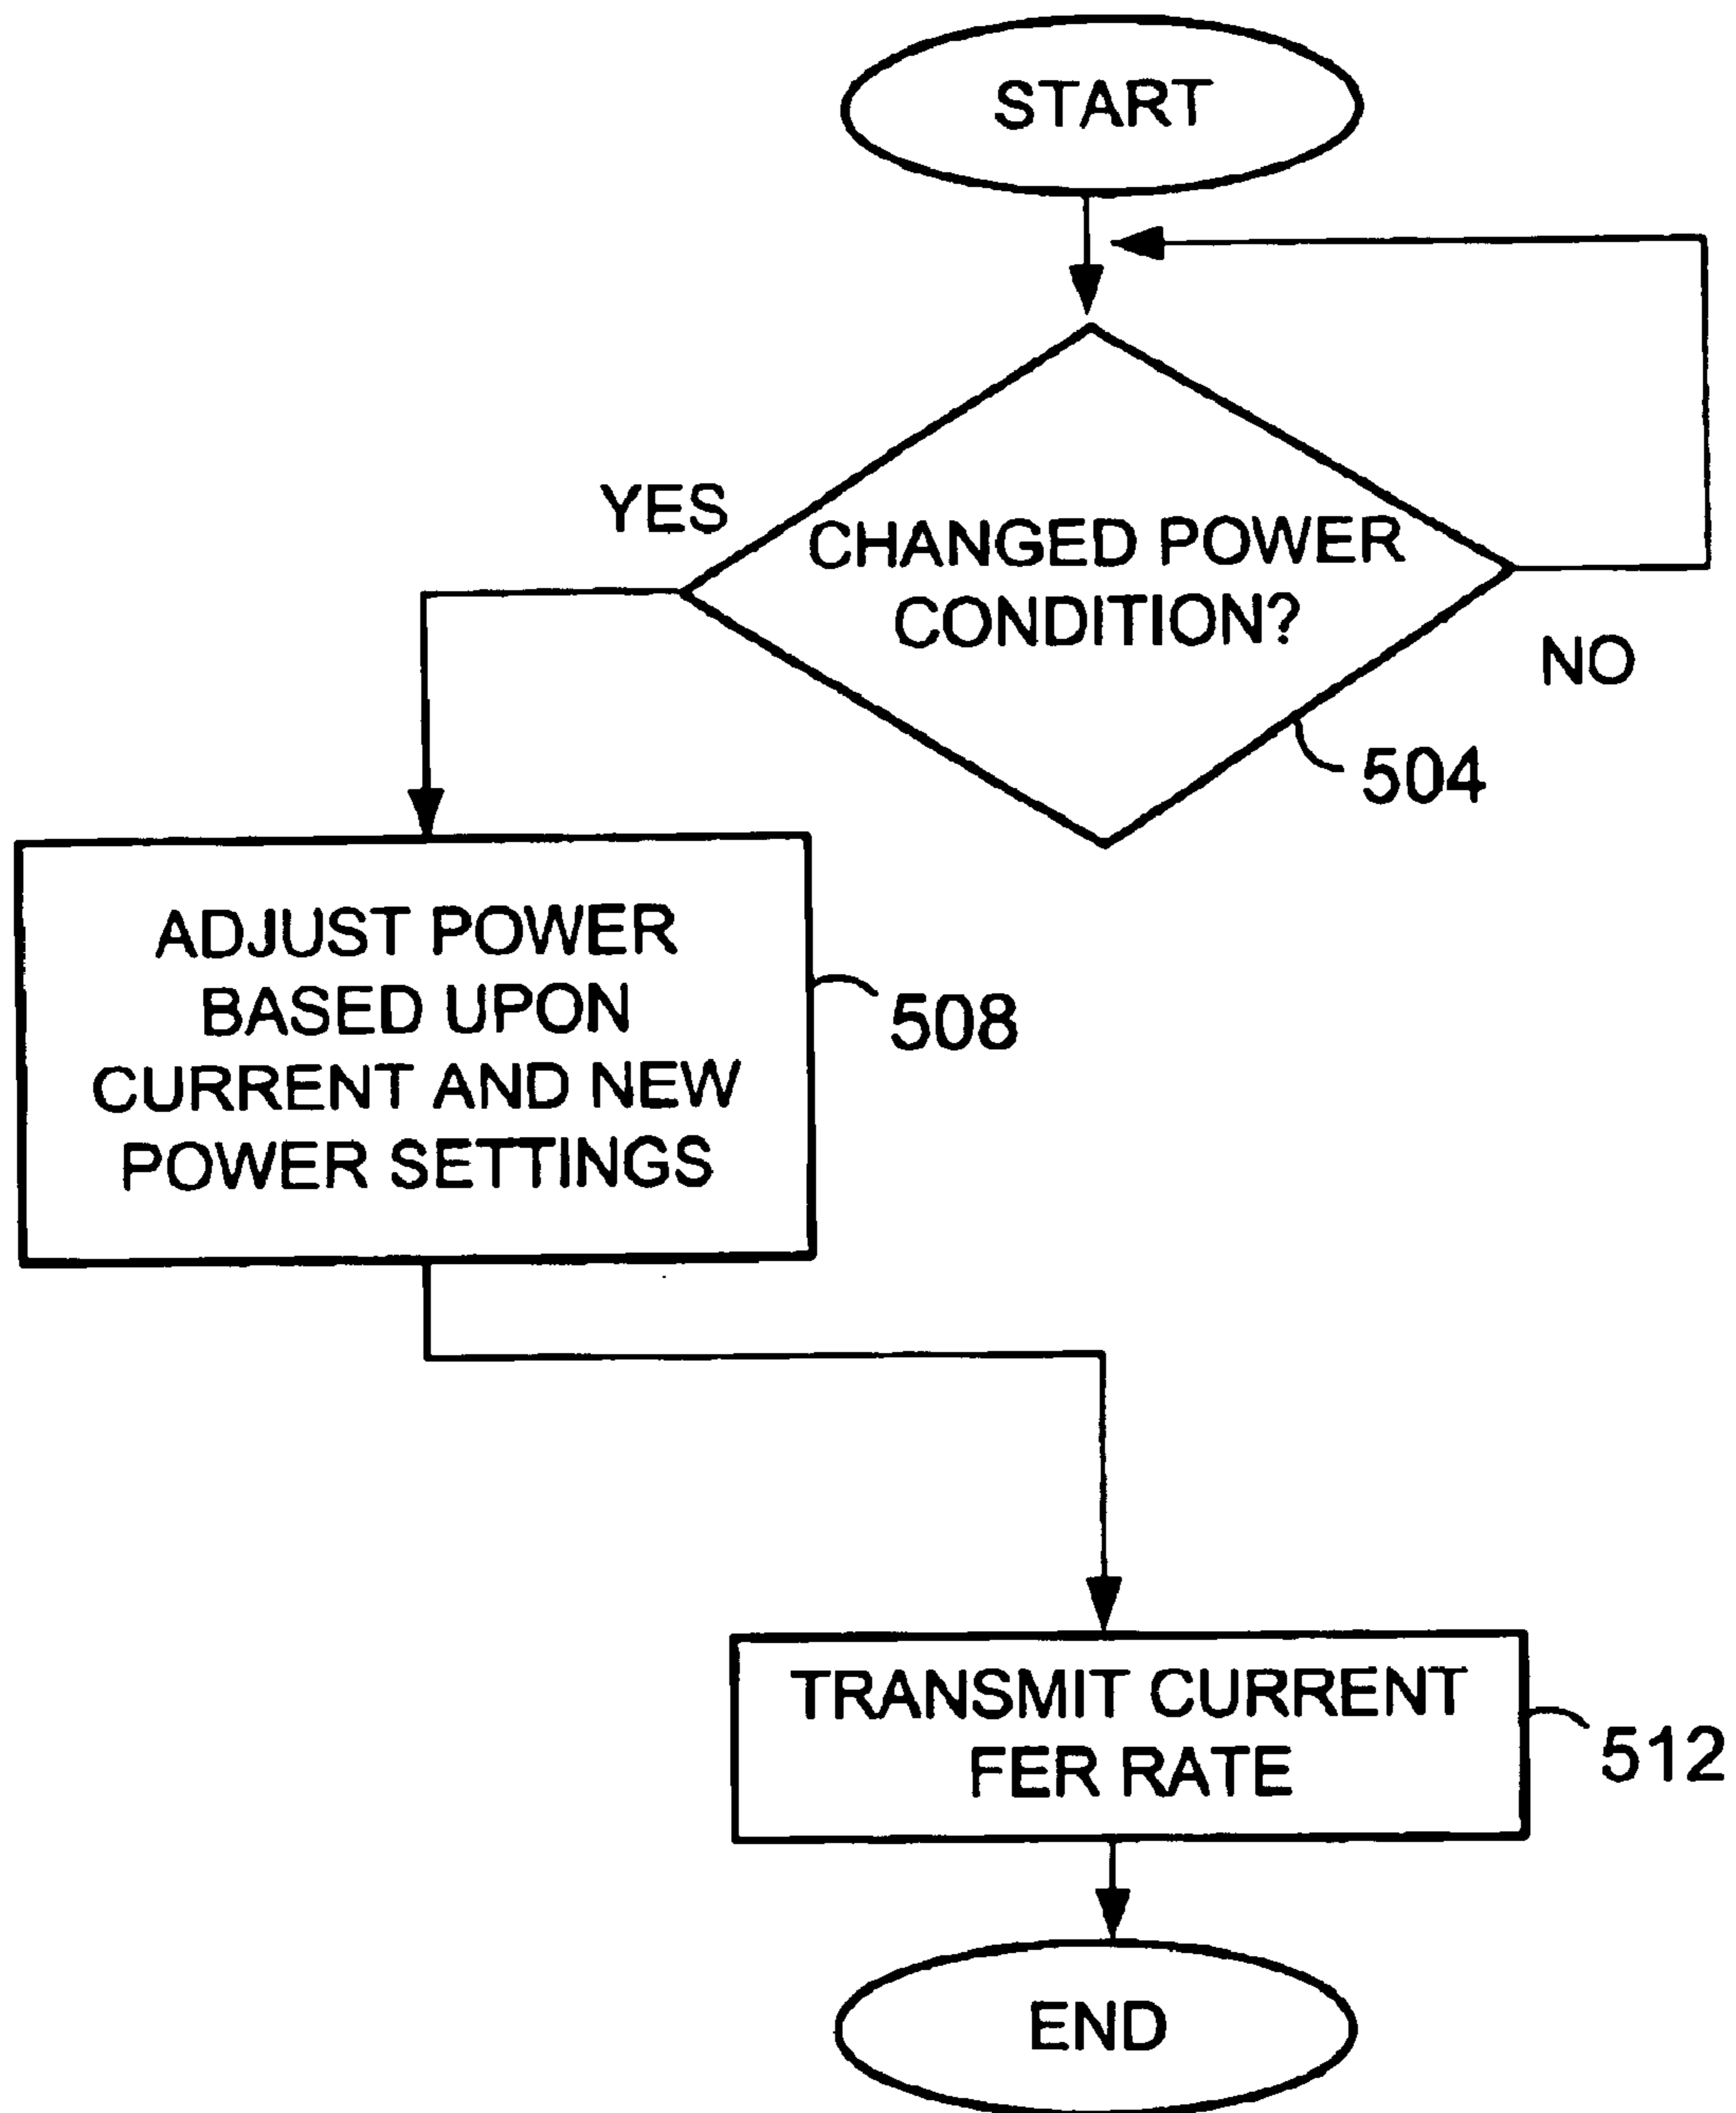 START
YES
CHANGED POWER
CONDITION?
NO
504
ADJUST POWER
BASED UPON
CURRENT AND NEW
POWER SETTINGS
508
TRANSMIT CURRENT
FER RATE
512
END